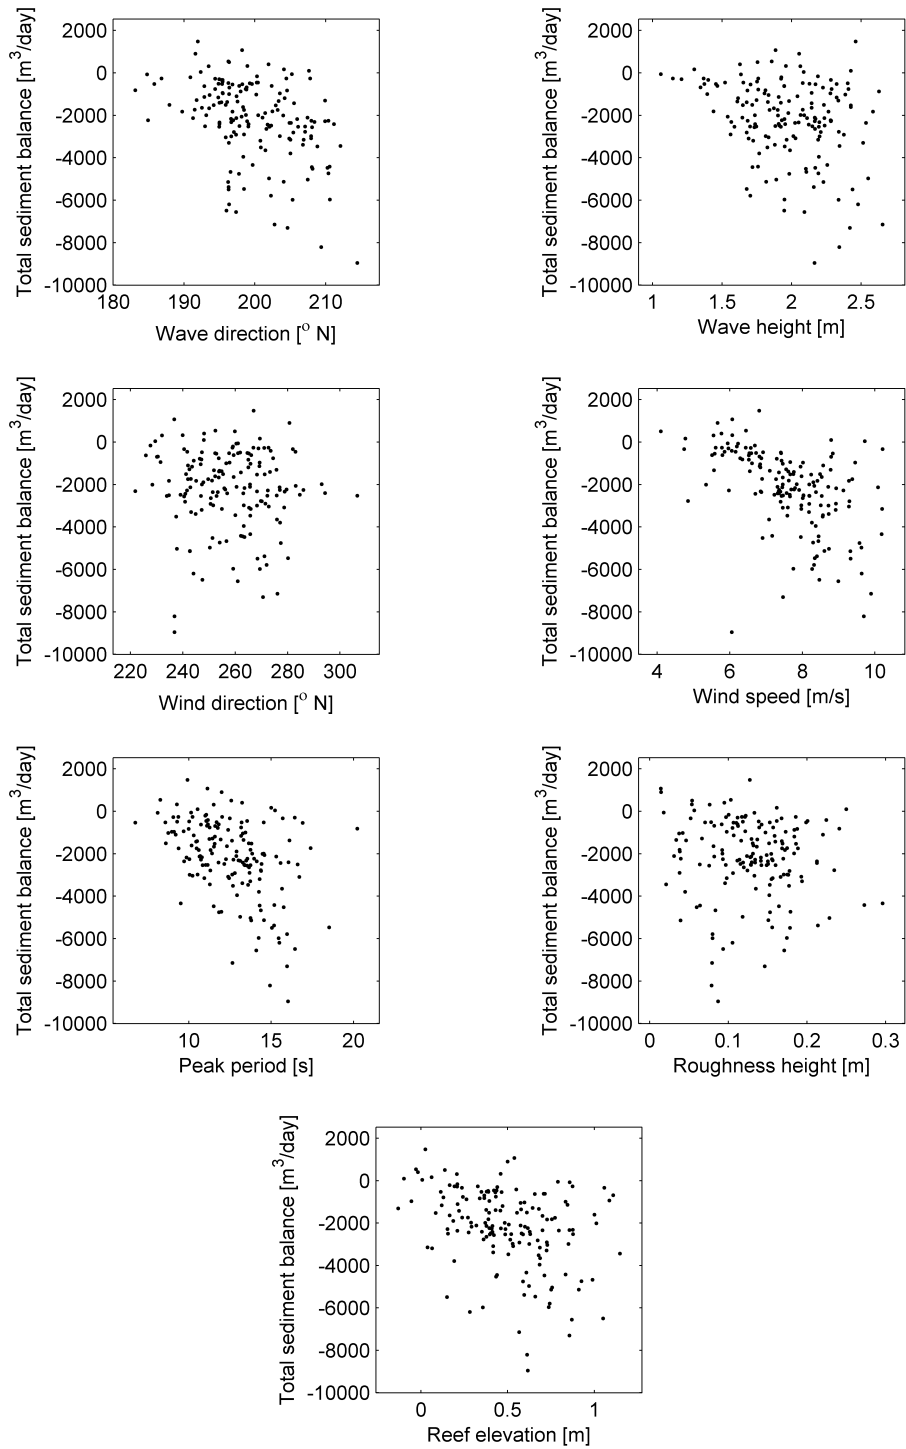 2000
0
-2000
-4000
-6000
-8000
-10000
Total sediment balance [m³/day]
183 190 200 210
Wave direction [° N]
2000
0
-2000
-4000
-6000
-8000
-10000
Total sediment balance [m³/day]
1 1.5 2 2.5
Wave height [m]
2000
0
-2000
-4000
-6000
-8000
-10000
Total sediment balance [m³/day]
220 240 260 280 300
Wind direction [° N]
2000
0
-2000
-4000
-6000
-8000
-10000
Total sediment balance [m³/day]
4 6 8 10
Wind speed [m/s]
2000
0
-2000
-4000
-6000
-8000
-10000
Total sediment balance [m³/day]
10 15 20
Peak period [s]
2000
0
-2000
-4000
-6000
-8000
-10000
Total sediment balance [m³/day]
0 0.1 0.2 0.3
Roughness height [m]
2000
0
-2000
-4000
-6000
-8000
-10000
Total sediment balance [m³/day]
0 0.5 1
Reef elevation [m]